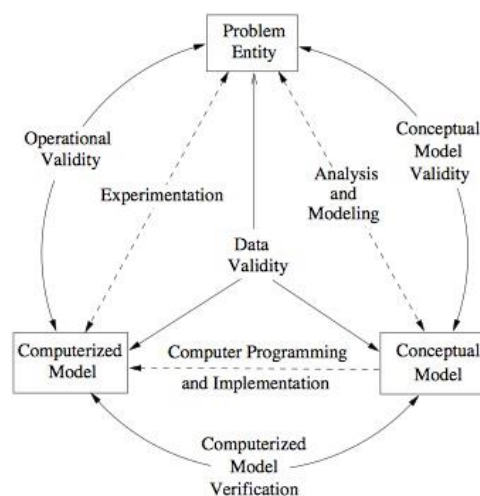 Problem
Entity
Operational
Validity
Conceptual
Model
Validity
Experimentation
Analysis
and
Modeling
Data
Validity
Computerized
Model
Computer Programming
and Implementation
Conceptual
Model
Computerized
Model
Verification